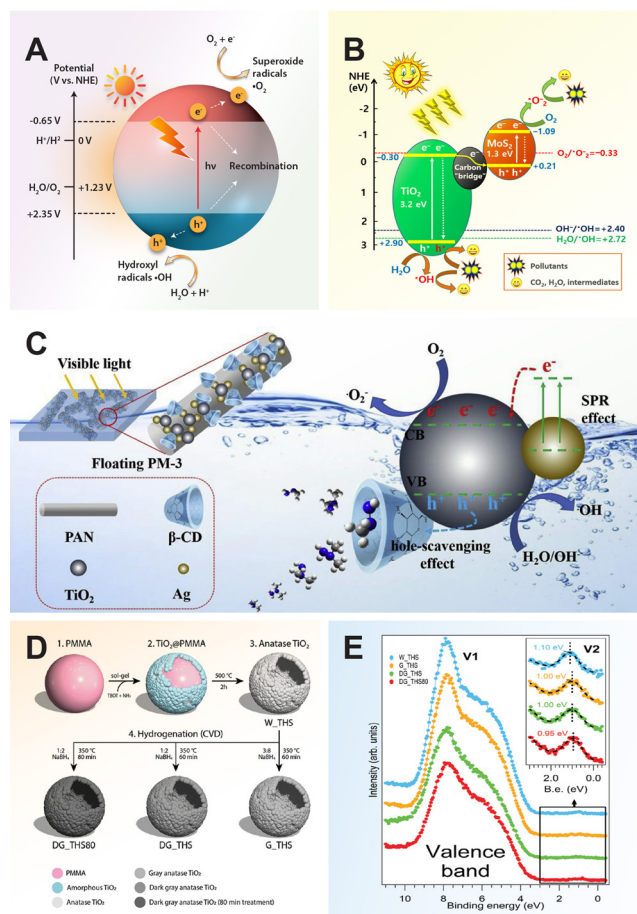 A
Potential
(V vs. NHE)
-0.65 V
H⁺/H² 0 V
H₂O/O₂ +1.23 V
+2.35 V
O₂ + e⁻
Superoxide
radicals
•O₂
e⁻
e⁻
hν
Recombination
h⁺
h⁺
Hydroxyl
radicals •OH
H₂O + H⁺
B
NHE
(eV)
-2
-1
0
1
2
3
-0.30
TiO₂
3.2 eV
+2.90
e⁻ e⁻
h⁺ h⁺
Carbon
"bridge"
e⁻ e⁻
MoS₂
1.3 eV
h⁺ h⁺
-1.09
+0.21
•O⁻₂
O₂
O₂/•O⁻₂=−0.33
OH⁻/•OH=+2.40
H₂O/•OH=+2.72
H₂O
•OH
Pollutants
CO₂, H₂O, intermediates
C
Visible light
Floating PM-3
PAN
β-CD
TiO₂
Ag
O₂
·O₂⁻
e⁻ e⁻ e⁻
CB
VB
h⁺ h⁺ h⁺
e⁻
SPR
effect
·OH
H₂O/OH⁻
hole-scavenging
effect
D
1. PMMA
2. TiO₂@PMMA
3. Anatase TiO₂
sol-gel
TBOT + NH₃
500 °C
2h
W_THS
4. Hydrogenation (CVD)
1:2
NaBH₄
350 °C
80 min
1:2
NaBH₄
350 °C
60 min
3:8
NaBH₄
350 °C
60 min
DG_THS80
DG_THS
G_THS
PMMA
Amorphous TiO₂
Anatase TiO₂
Gray anatase TiO₂
Dark gray anatase TiO₂
Dark gray anatase TiO₂ (80 min treatment)
E
W_THS
G_THS
DG_THS
DG_THS80
V1
V2
1.10 eV
1.00 eV
1.00 eV
0.95 eV
2.0 1.0 0.0
B.e. (eV)
Intensity (arb. units)
Valence
band
10 8 6 4 2 0
Binding energy (eV)